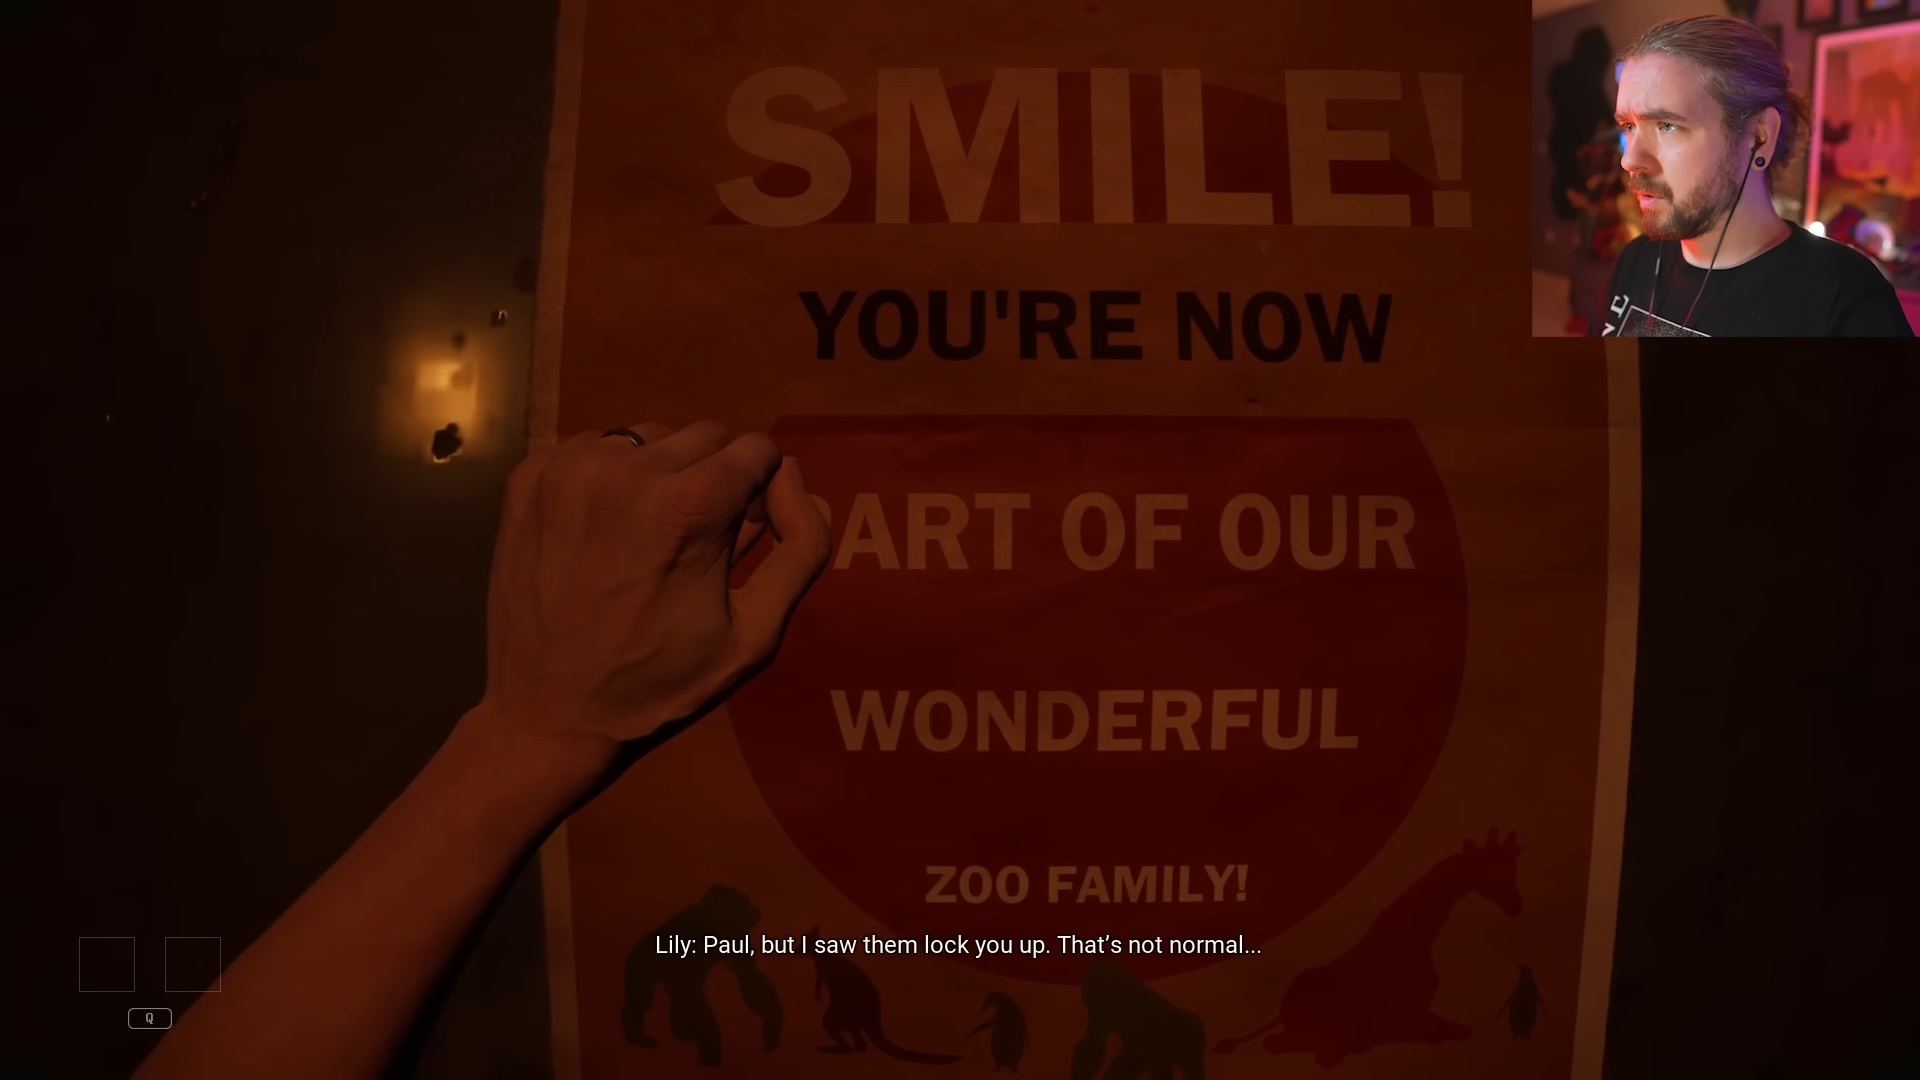 SMILE!
YOU'RE NOW
PART OF OUR
WONDERFUL
ZOO FAMILY!
Lily: Paul, but I saw them lock you up. That’s not normal...
Q